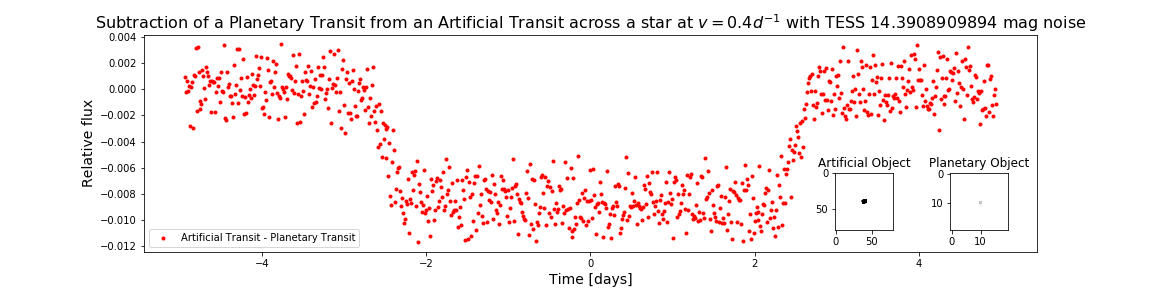 Subtraction of a Planetary Transit from an Artificial Transit across a star at v = 0.4d⁻¹ with TESS 14.3908909894 mag noise
0.004
0.002
0.000
−0.002
−0.004
−0.006
−0.008
−0.010
−0.012
Relative flux
Artificial Object
0
50
0 50
Planetary Object
0
10
0 10
Artificial Transit - Planetary Transit
−4 −2 0 2 4
Time [days]